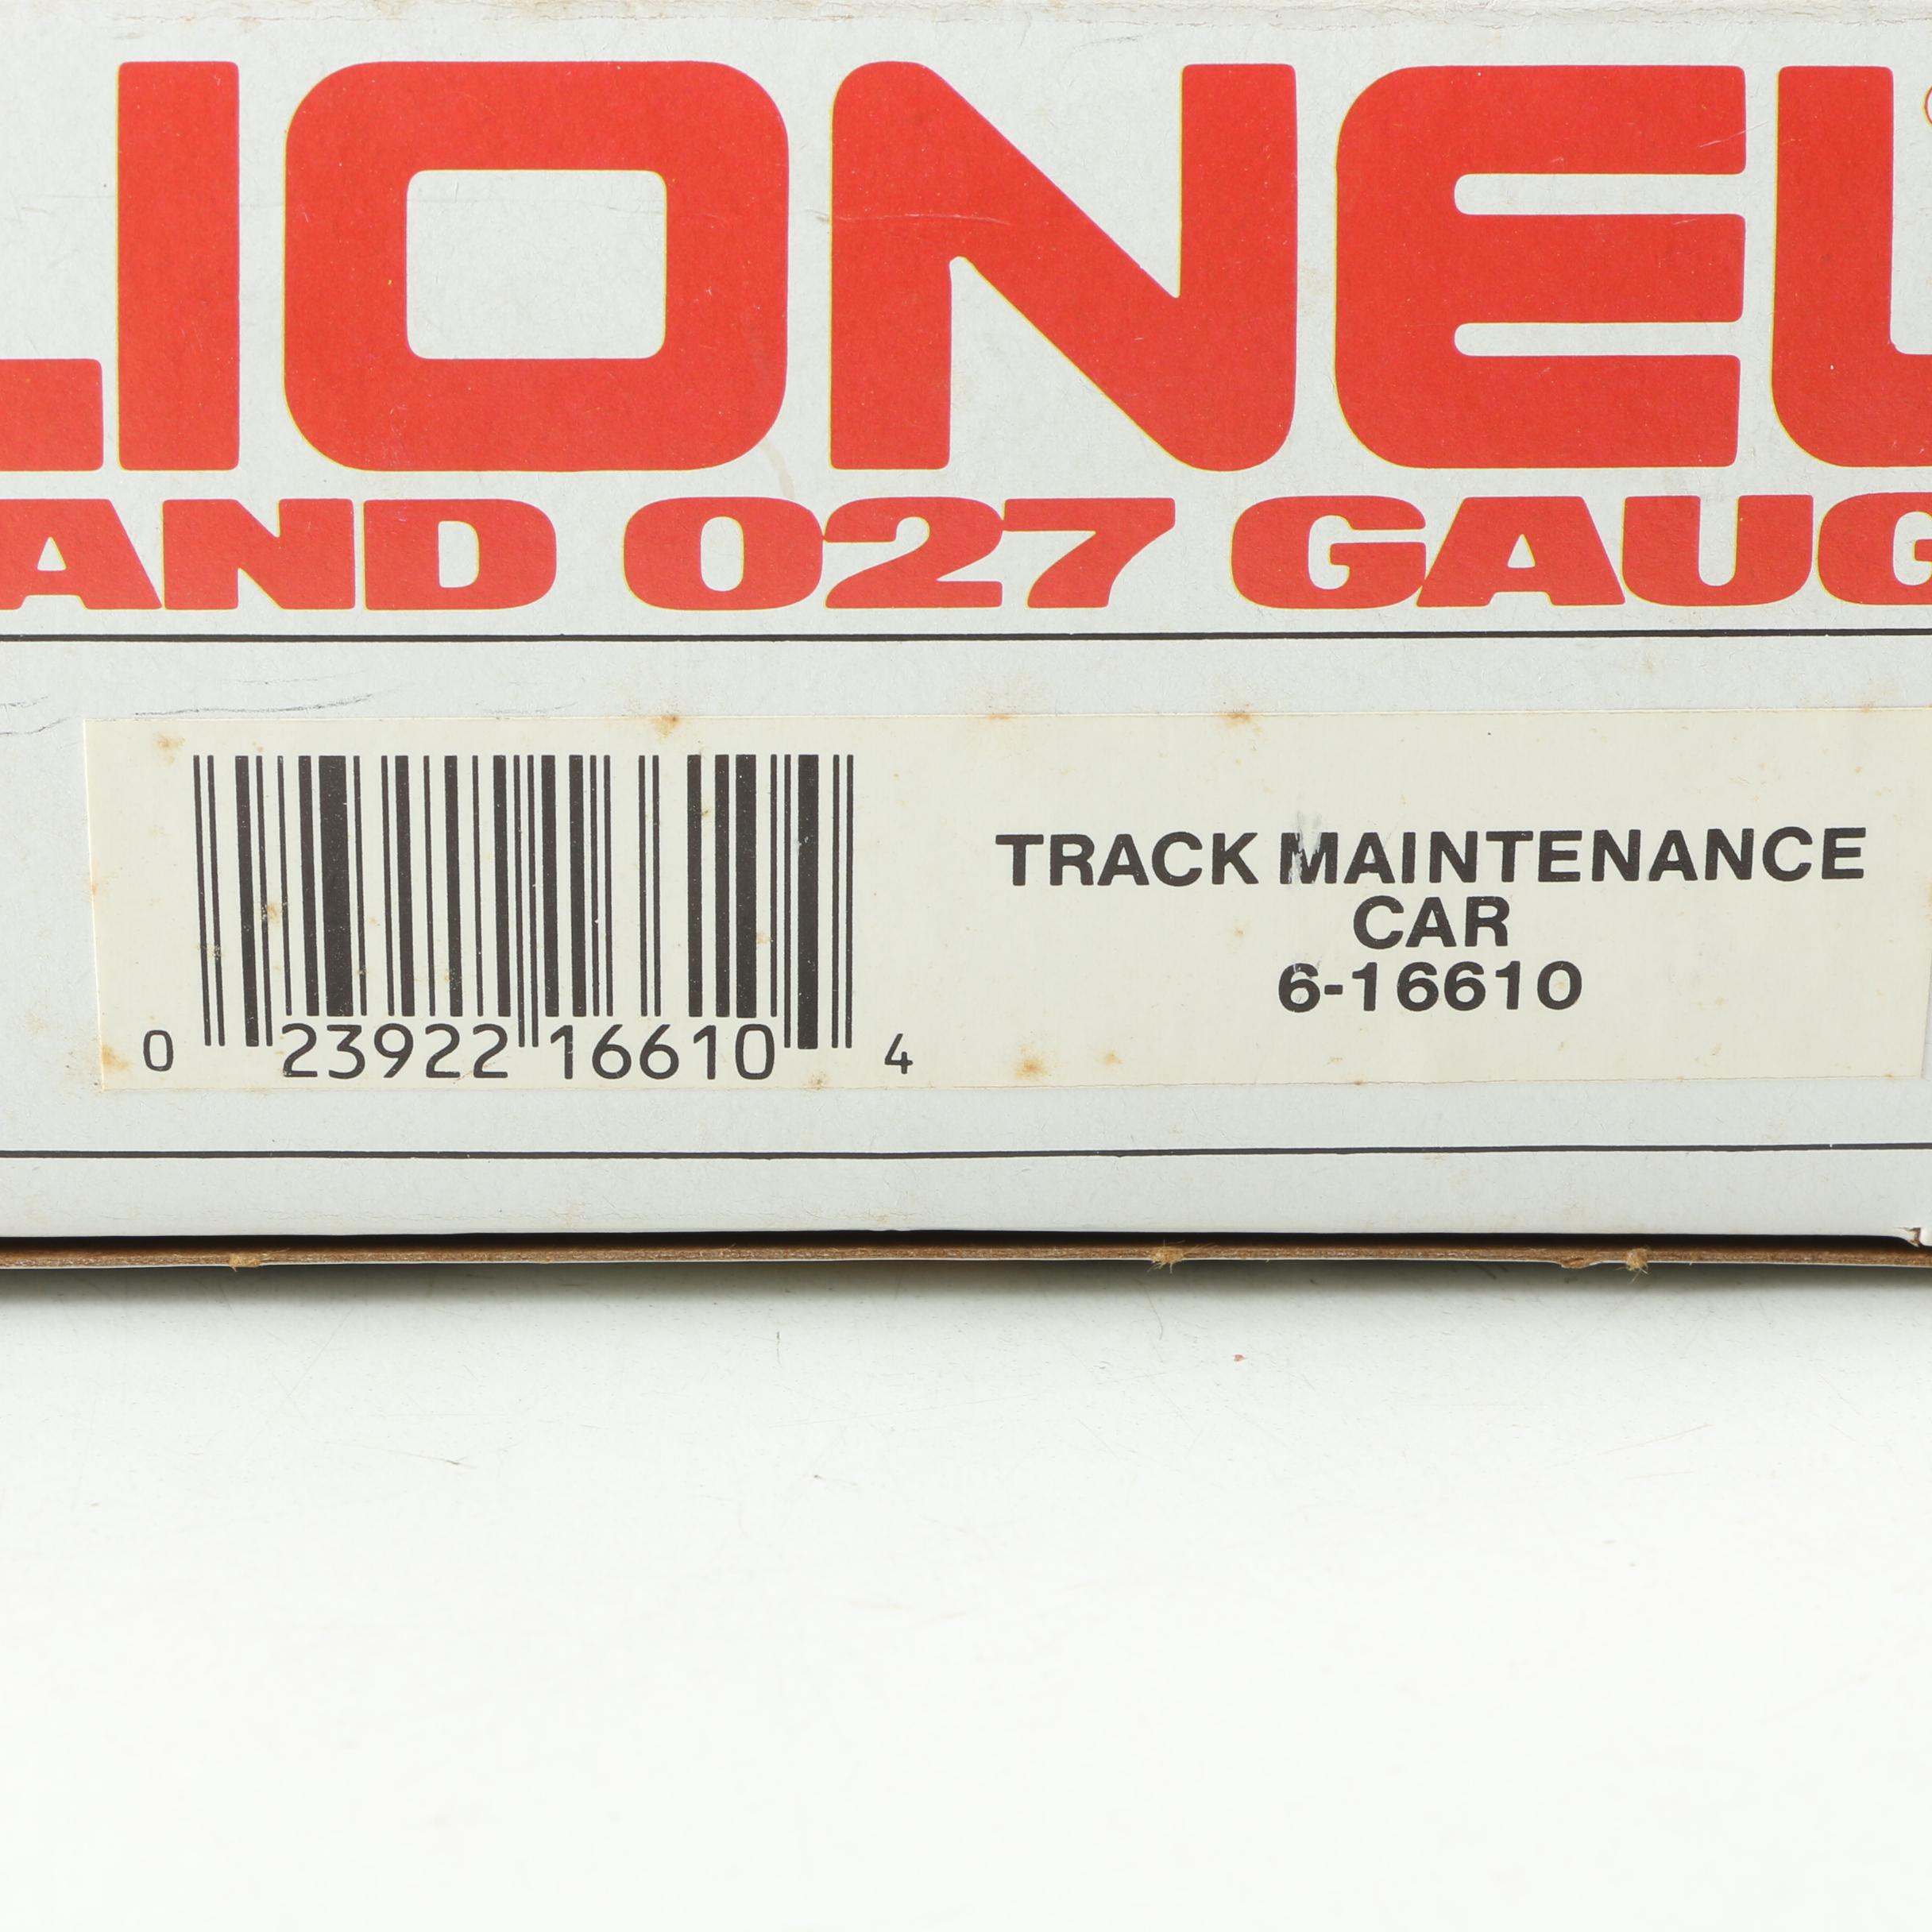 LIONEL
AND 027 GAUG
TRACK MAINTENANCE
CAR
6-16610
0 23922 16610 4